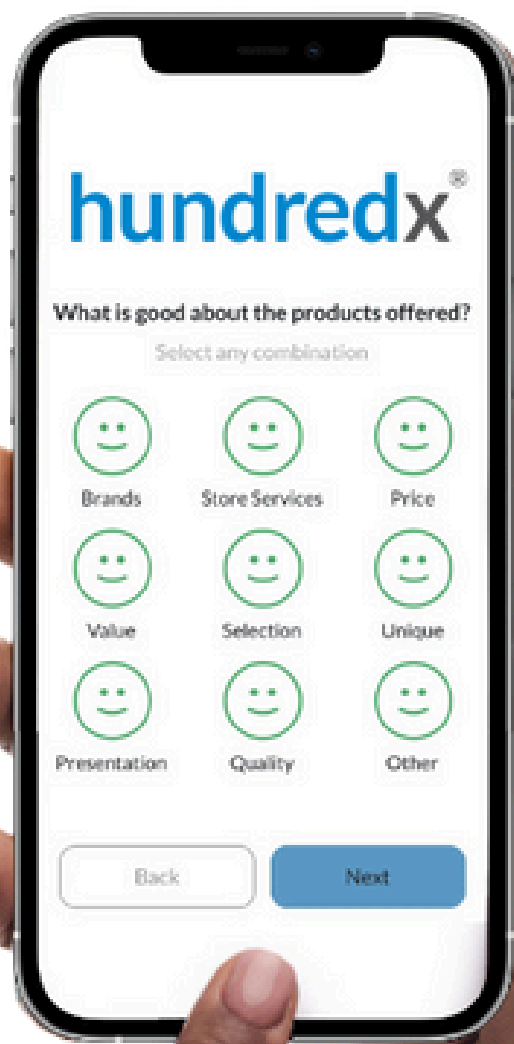 hundredx®
What is good about the products offered?
Select any combination
Brands Store Services Price
Value Selection Unique
Presentation Quality Other
Back Next